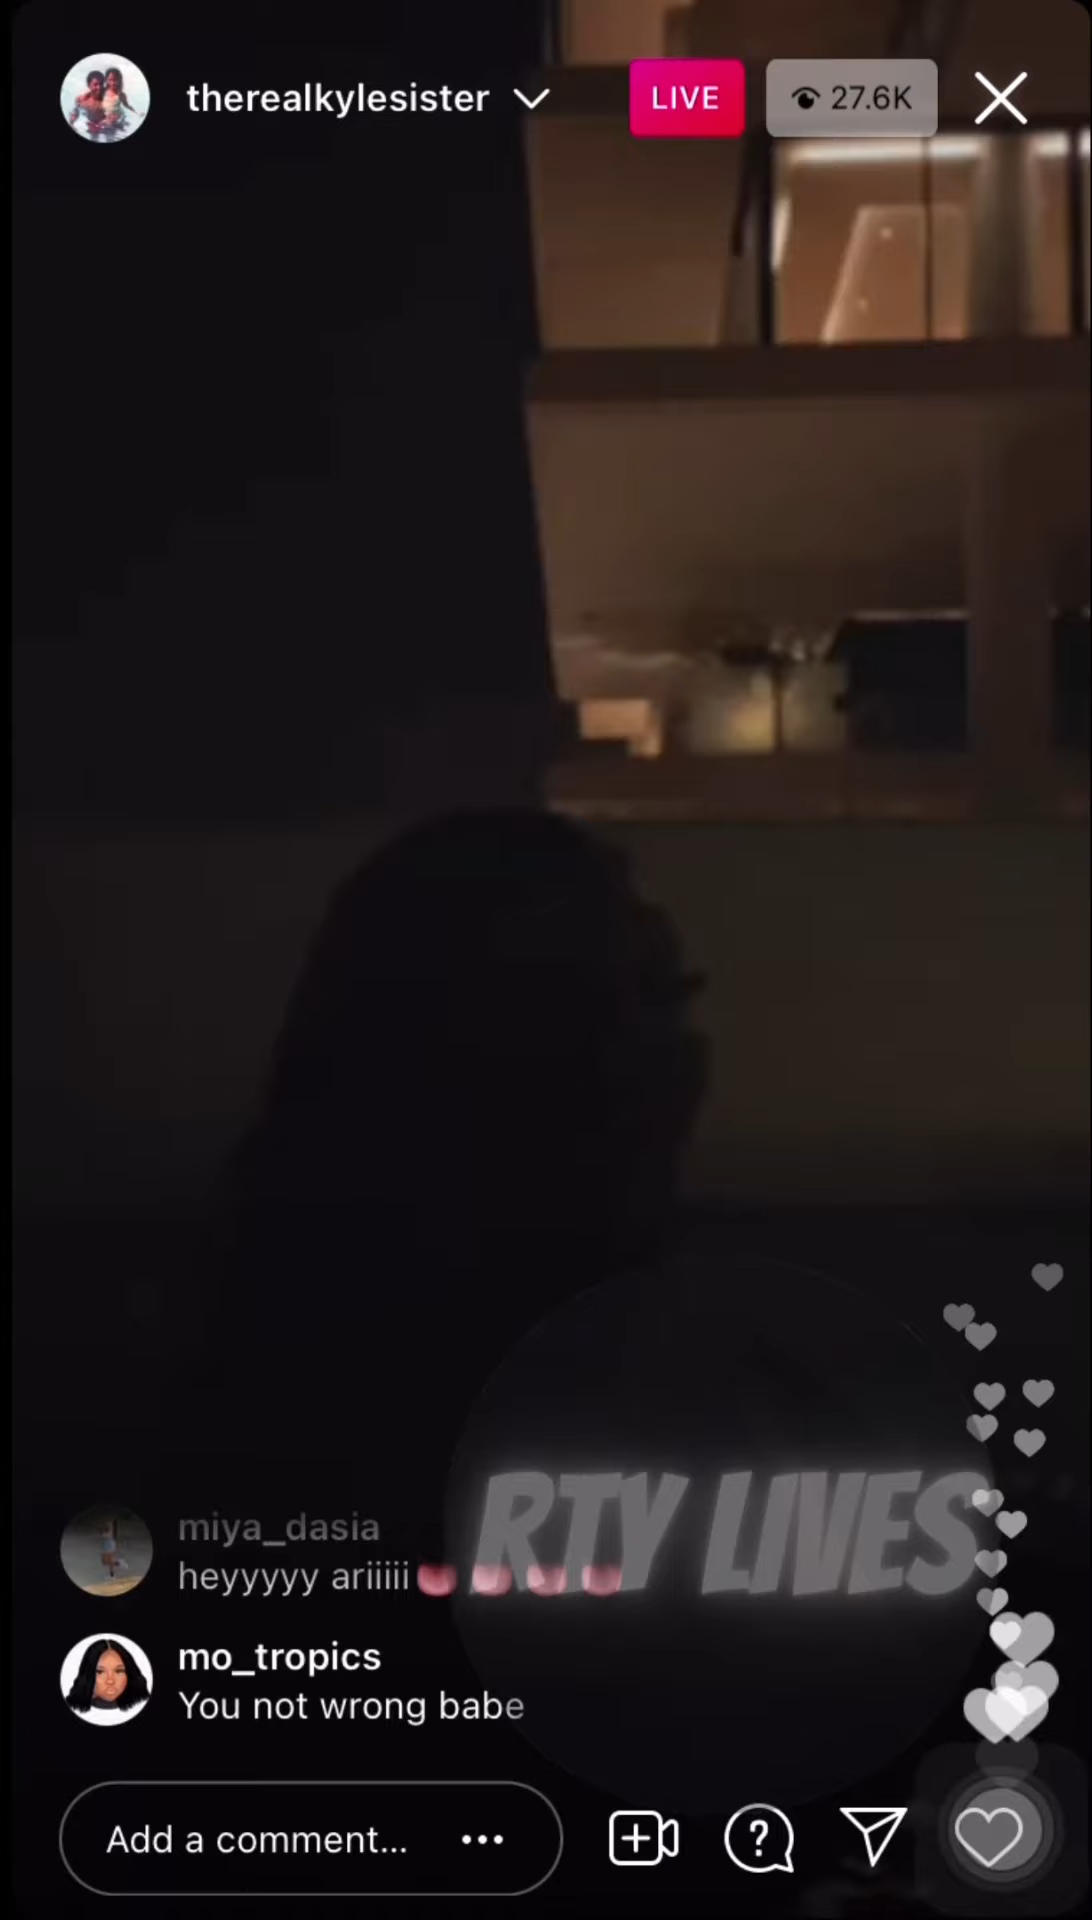 therealkylesister
LIVE
27.6K
RTY LIVES
miya_dasia
heyyyyy ariiiii👅👅👅👅
mo_tropics
You not wrong babe
Add a comment...